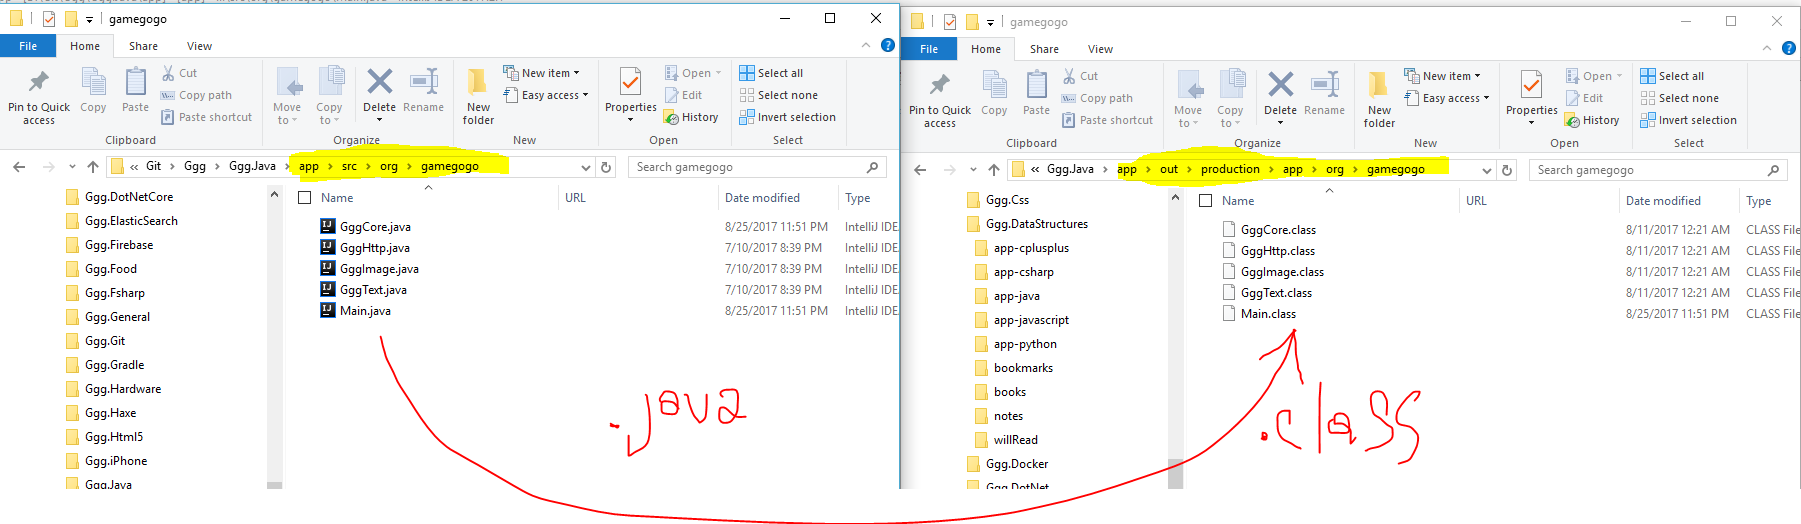 gamegogo
File Home Share View
Pin to Quick access
Copy
Paste
Cut
Copy path
Paste shortcut
Clipboard
Move to
Copy to
Delete
Rename
Organize
New folder
New item
Easy access
New
Properties
Open
Edit
History
Open
Select all
Select none
Invert selection
Select
« Git > Ggg > Ggg.Java > app > src > org > gamegogo
Search gamegogo
Ggg.DotNetCore
Ggg.ElasticSearch
Ggg.Firebase
Ggg.Food
Ggg.Fsharp
Ggg.General
Ggg.Git
Ggg.Gradle
Ggg.Hardware
Ggg.Haxe
Ggg.Html5
Ggg.iPhone
Ggg.Java
Name URL Date modified Type
GggCore.java 8/25/2017 11:51 PM IntelliJ IDE
GggHttp.java 7/10/2017 8:39 PM IntelliJ IDE
GggImage.java 7/10/2017 8:39 PM IntelliJ IDE
GggText.java 7/10/2017 8:39 PM IntelliJ IDE
Main.java 8/25/2017 11:51 PM IntelliJ IDE
.java
gamegogo
File Home Share View
Pin to Quick access
Copy
Paste
Cut
Copy path
Paste shortcut
Clipboard
Move to
Copy to
Delete
Rename
Organize
New folder
New item
Easy access
New
Properties
Open
Edit
History
Open
Select all
Select none
Invert selection
Select
« Ggg.Java > app > out > production > app > org > gamegogo
Search gamegogo
Ggg.Css
Ggg.DataStructures
app-cplusplus
app-csharp
app-java
app-javascript
app-python
bookmarks
books
notes
willRead
Ggg.Docker
Ggg.DotNet
Name URL Date modified Type
GggCore.class 8/11/2017 12:21 AM CLASS File
GggHttp.class 8/11/2017 12:21 AM CLASS File
GggImage.class 8/11/2017 12:21 AM CLASS File
GggText.class 8/11/2017 12:21 AM CLASS File
Main.class 8/25/2017 11:51 PM CLASS File
.class